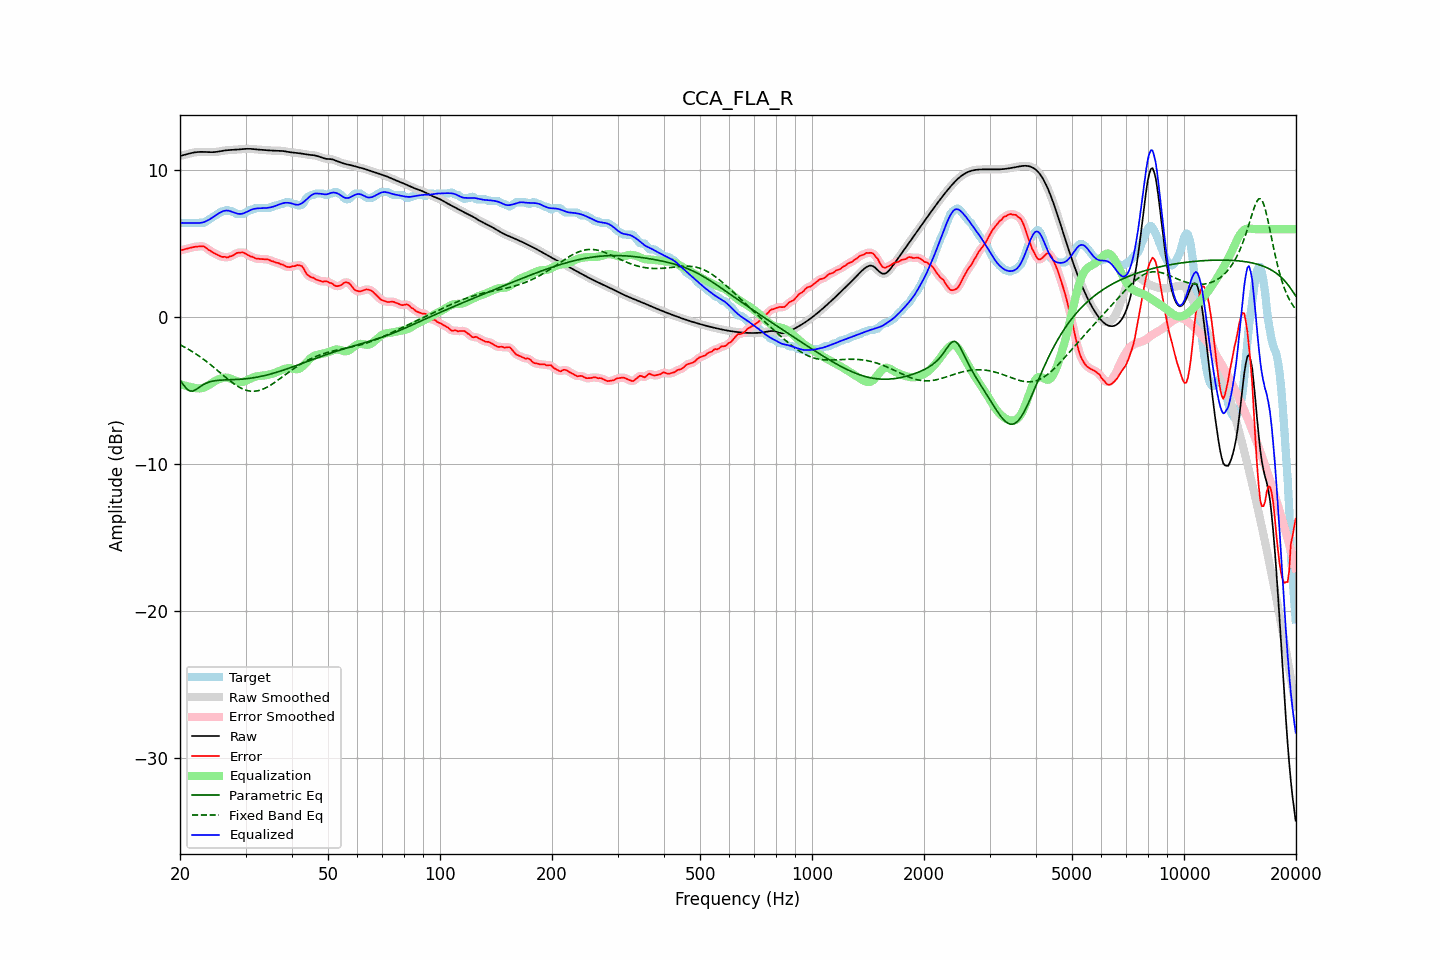 CCA_FLA_R
Amplitude (dBr)
10
0
−10
−20
−30
Target
Raw Smoothed
Error Smoothed
Raw
Error
Equalization
Parametric Eq
Fixed Band Eq
Equalized
20 50 100 200 500 1000 2000 5000 10000 20000
Frequency (Hz)